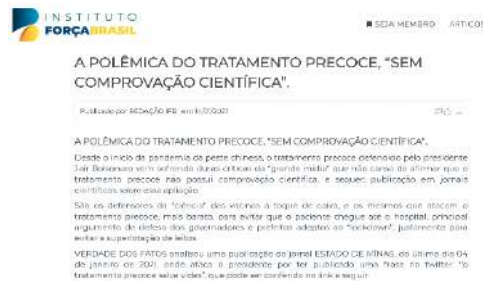 INSTITUTO
FORÇABRASIL
SEJA MEMBRO ARTIGOS
A POLÊMICA DO TRATAMENTO PRECOCE, “SEM
COMPROVAÇÃO CIENTÍFICA”.
Publicado por REDAÇÃO IFB em
A POLÊMICA DO TRATAMENTO PRECOCE, “SEM COMPROVAÇÃO CIENTÍFICA”.
Desde o início da pandemia da peste chinesa, o tratamento precoce defendido pelo presidente
Jair Bolsonaro vem sofrendo duras críticas da “grande mídia” que não cansa de afirmar que o
tratamento precoce não possui comprovação científica, e sequer, publicação em jornais
científicos sobre essa aplicação.
São os defensores da “ciência” das vacinas a toque de caixa, e os mesmos que atacam o
tratamento precoce, mais barato, para evitar que o paciente chegue até o hospital, principal
argumento de defesa dos governadores e prefeitos adeptos ao “lockdown”, justamente para
evitar a superlotação de leitos.
VERDADE DOS FATOS analisou uma publicação do jornal ESTADO DE MINAS, do último dia 04
de janeiro de 2021, onde ataca o presidente por ter publicado uma frase no twitter: “o
tratamento precoce salva vidas”, que pode ser conferido no link a seguir: